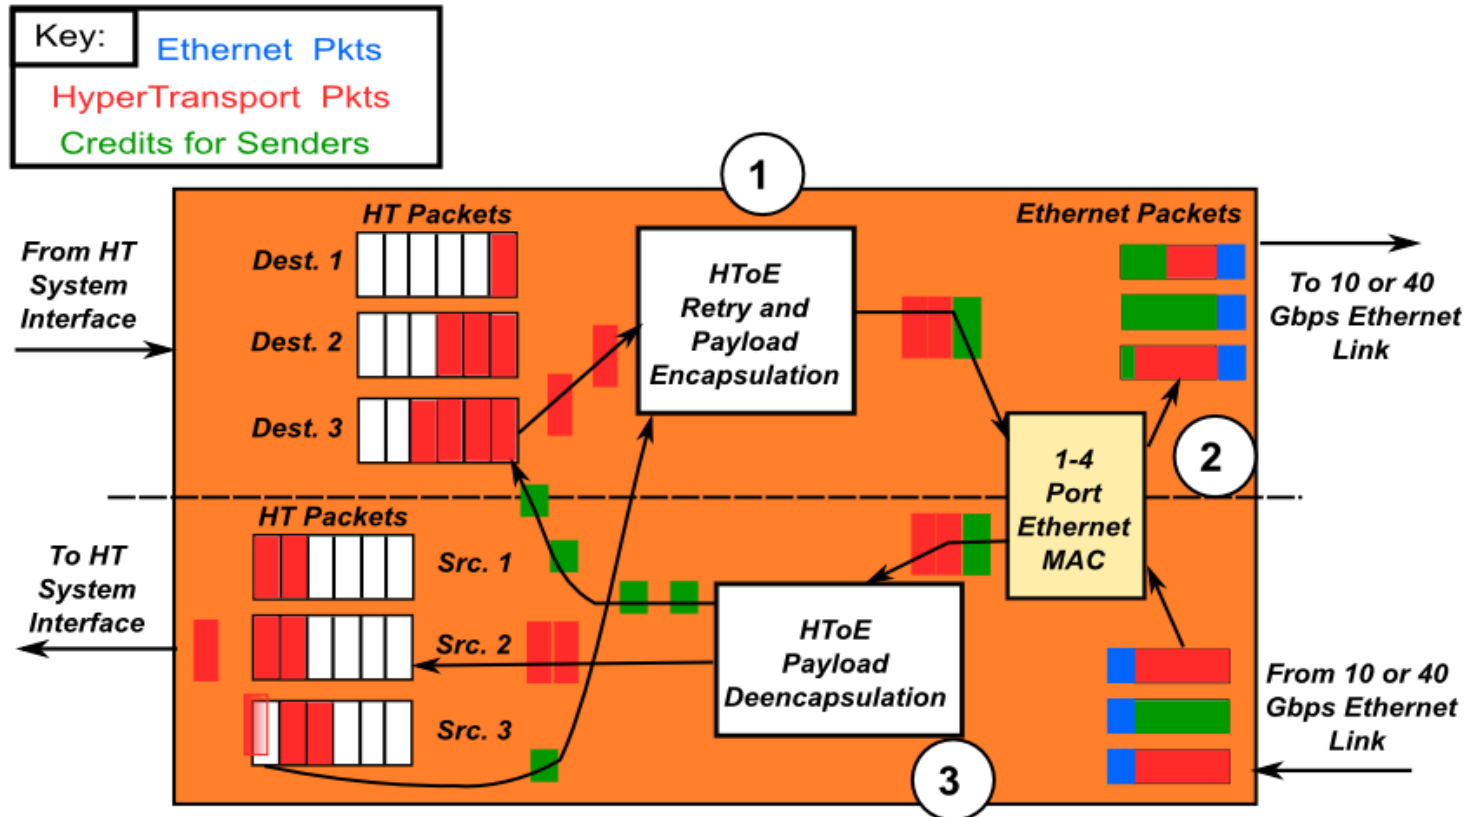 Key:
Ethernet Pkts
HyperTransport Pkts
Credits for Senders
1
HT Packets
Ethernet Packets
From HT
System
Interface
Dest. 1
Dest. 2
Dest. 3
HToE
Retry and
Payload
Encapsulation
To 10 or 40
Gbps Ethernet
Link
2
1-4
Port
Ethernet
MAC
HT Packets
To HT
System
Interface
Src. 1
Src. 2
Src. 3
HToE
Payload
Deencapsulation
From 10 or 40
Gbps Ethernet
Link
3